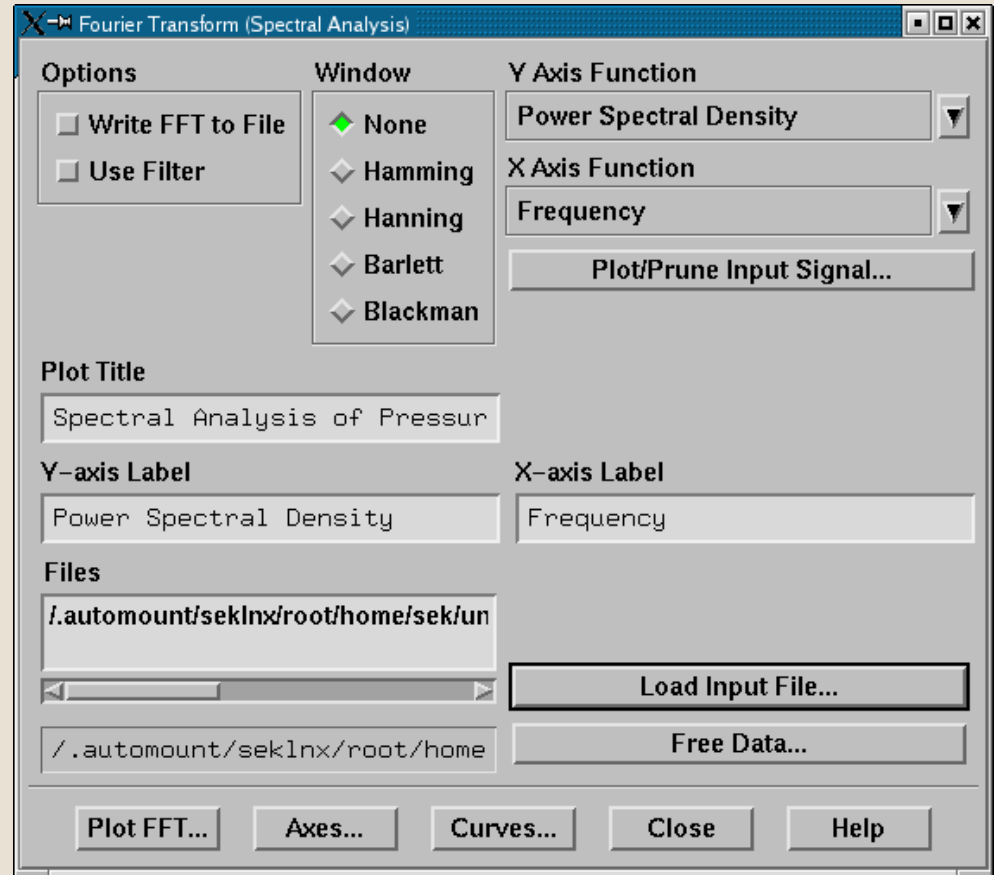 Fourier Transform (Spectral Analysis)
Options
Write FFT to File
Use Filter
Window
None
Hamming
Hanning
Barlett
Blackman
Y Axis Function
Power Spectral Density
X Axis Function
Frequency
Plot/Prune Input Signal...
Plot Title
Spectral Analysis of Pressur
Y-axis Label
Power Spectral Density
X-axis Label
Frequency
Files
/.automount/seklnx/root/home/sek/un
/.automount/seklnx/root/home
Load Input File...
Free Data...
Plot FFT...
Axes...
Curves...
Close
Help